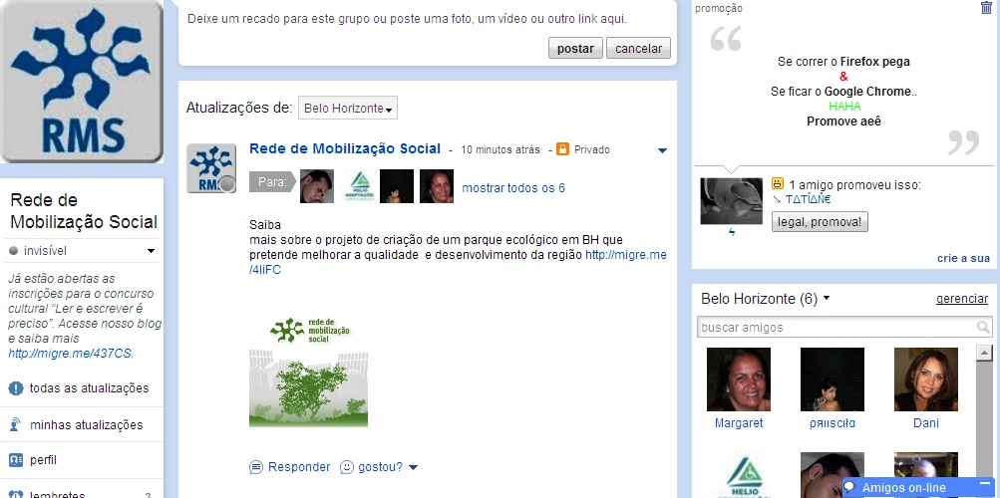 RMS
Rede de
Mobilização Social
invisível
Já estão abertas as
inscrições para o concurso
cultural "Ler e escrever é
preciso". Acesse nosso blog
e saiba mais
http://migre.me/437CS.
todas as atualizações
minhas atualizações
perfil
lembretes 3
Deixe um recado para este grupo ou poste uma foto, um vídeo ou outro link aqui.
postar cancelar
Atualizações de: Belo Horizonte
RMS
Rede de Mobilização Social - 10 minutos atrás - Privado
Para: HELIO ADAPTAÇÕES mostrar todos os 6
Saiba
mais sobre o projeto de criação de um parque ecológico em BH que
pretende melhorar a qualidade e desenvolvimento da região http://migre.me
/4IiFC
rede de
mobilização
social
Responder gostou?
promoção
Se correr o Firefox pega
&
Se ficar o Google Chrome..
HAHA
Promove aeê
1 amigo promoveu isso:
legal, promova!
crie a sua
Belo Horizonte (6) gerenciar
buscar amigos
Margaret ρяιιscιℓα Dani
HELIO
Amigos on-line